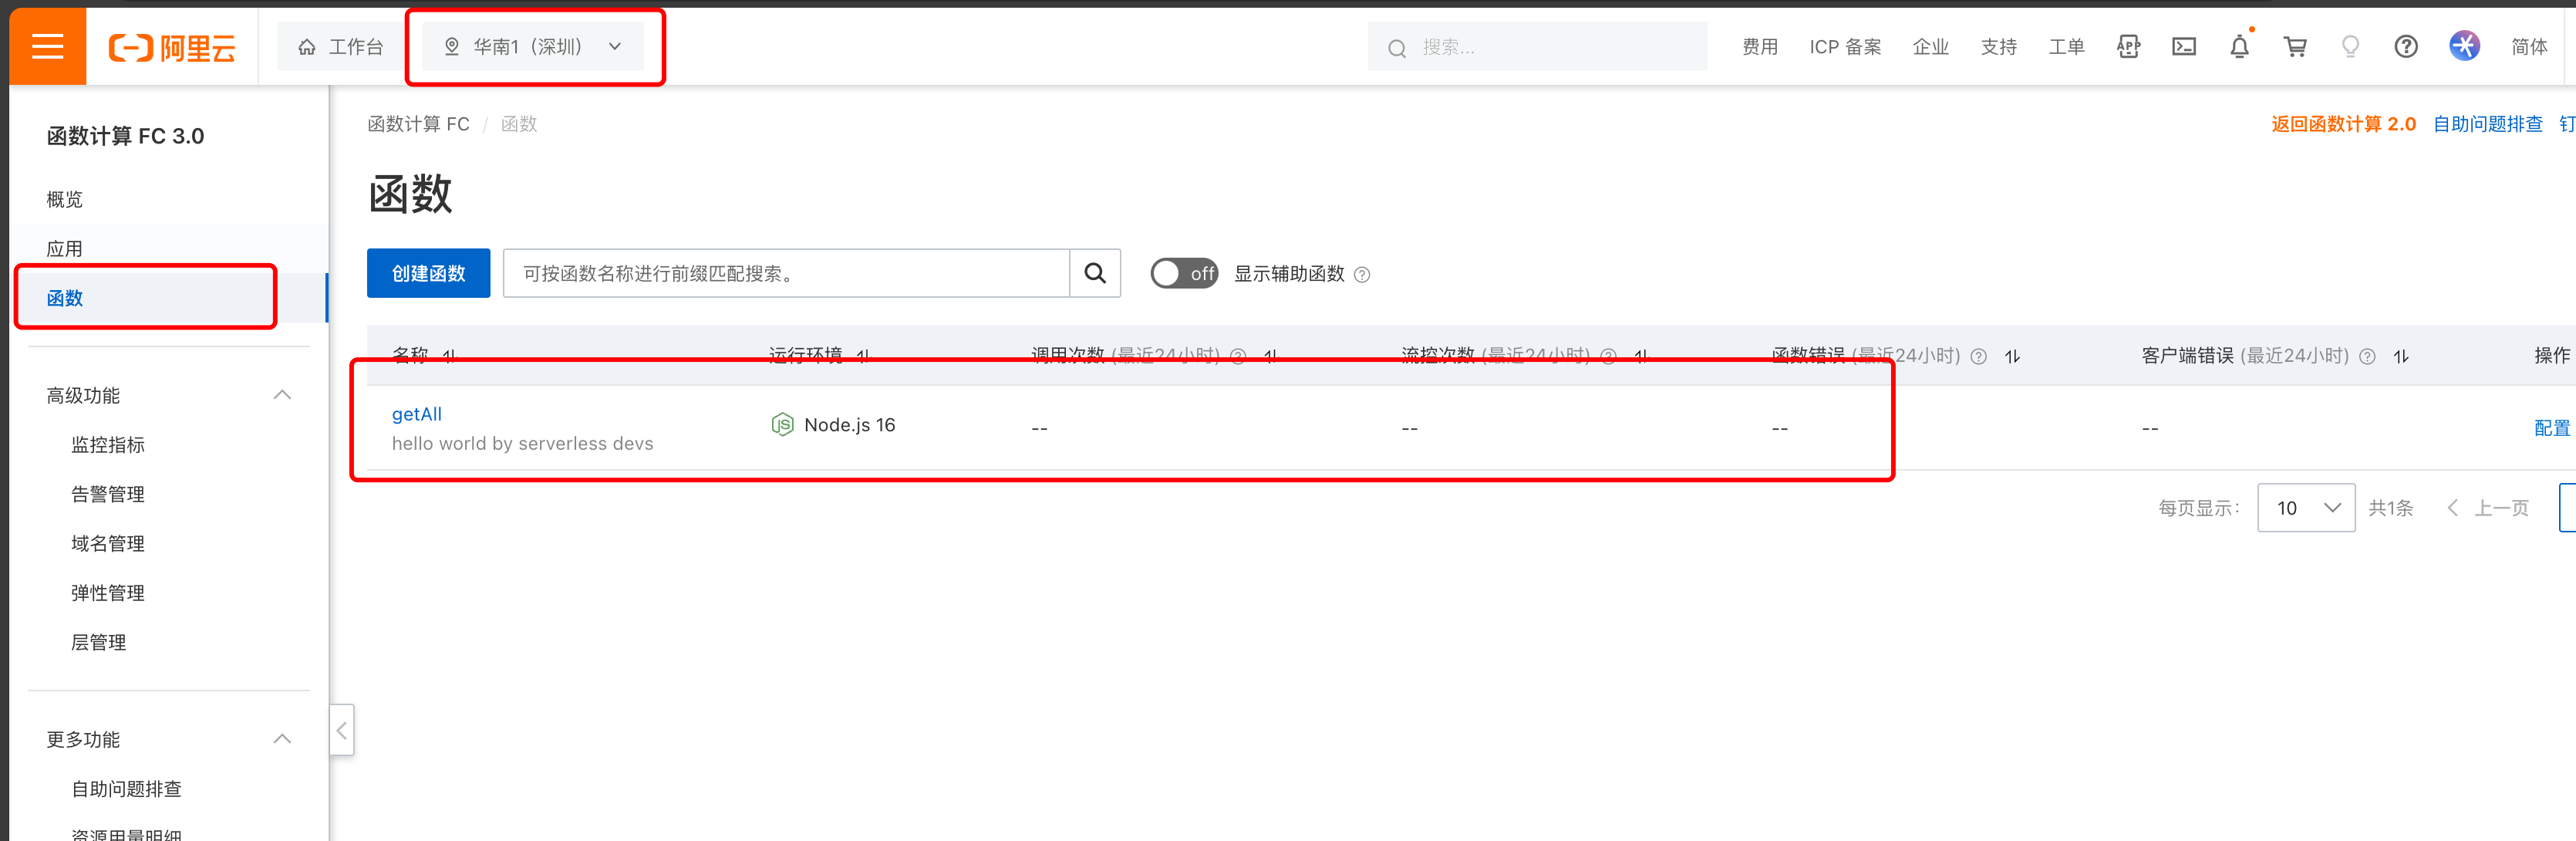 阿里云 工作台 华南1（深圳） 搜索... 费用 ICP 备案 企业 支持 工单 APP 简体
函数计算 FC 3.0
概览
应用
函数
高级功能
监控指标
告警管理
域名管理
弹性管理
层管理
更多功能
自助问题排查
资源用量明细
函数计算 FC / 函数
返回函数计算 2.0 自助问题排查 钉
函数
创建函数 可按函数名称进行前缀匹配搜索。 off 显示辅助函数
名称 运行环境 调用次数 (最近24小时) 流控次数 (最近24小时) 函数错误 (最近24小时) 客户端错误 (最近24小时) 操作
getAll Node.js 16 -- -- -- -- 配置
hello world by serverless devs
每页显示: 10 共1条 上一页